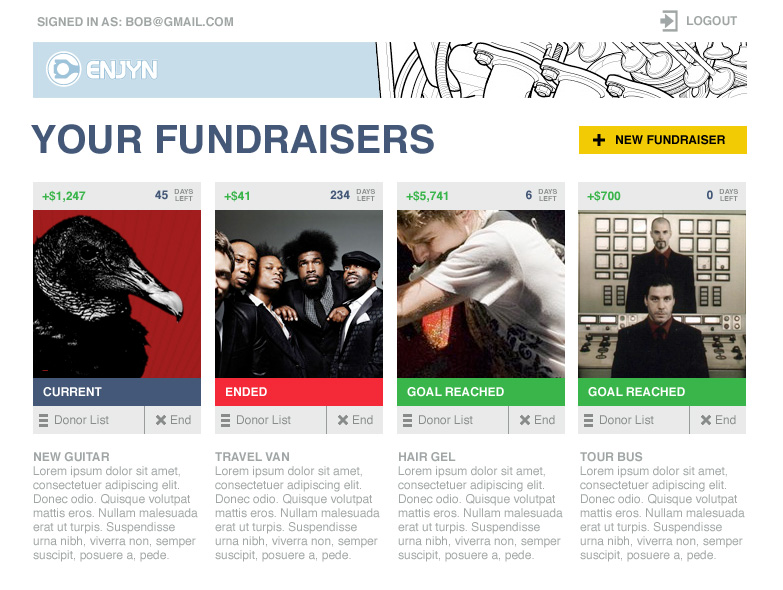 SIGNED IN AS: BOB@GMAIL.COM
LOGOUT
ENJYN
YOUR FUNDRAISERS
NEW FUNDRAISER
+$1,247 45 DAYS LEFT
+$41 234 DAYS LEFT
+$5,741 6 DAYS LEFT
+$700 0 DAYS LEFT
CURRENT
ENDED
GOAL REACHED
GOAL REACHED
Donor List End
Donor List End
Donor List End
Donor List End
NEW GUITAR
Lorem ipsum dolor sit amet,
consectetuer adipiscing elit.
Donec odio. Quisque volutpat
mattis eros. Nullam malesuada
erat ut turpis. Suspendisse
urna nibh, viverra non, semper
suscipit, posuere a, pede.
TRAVEL VAN
Lorem ipsum dolor sit amet,
consectetuer adipiscing elit.
Donec odio. Quisque volutpat
mattis eros. Nullam malesuada
erat ut turpis. Suspendisse
urna nibh, viverra non, semper
suscipit, posuere a, pede.
HAIR GEL
Lorem ipsum dolor sit amet,
consectetuer adipiscing elit.
Donec odio. Quisque volutpat
mattis eros. Nullam malesuada
erat ut turpis. Suspendisse
urna nibh, viverra non, semper
suscipit, posuere a, pede.
TOUR BUS
Lorem ipsum dolor sit amet,
consectetuer adipiscing elit.
Donec odio. Quisque volutpat
mattis eros. Nullam malesuada
erat ut turpis. Suspendisse
urna nibh, viverra non, semper
suscipit, posuere a, pede.